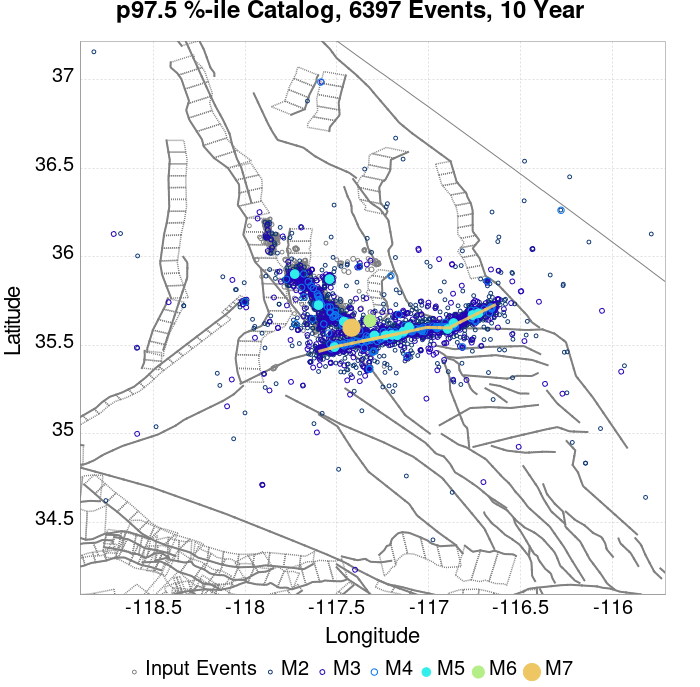 p97.5 %-ile Catalog, 6397 Events, 10 Year
37
36.5
36
35.5
35
34.5
Latitude
-118.5 -118 -117.5 -117 -116.5 -116
Longitude
Input Events M2 M3 M4 M5 M6 M7